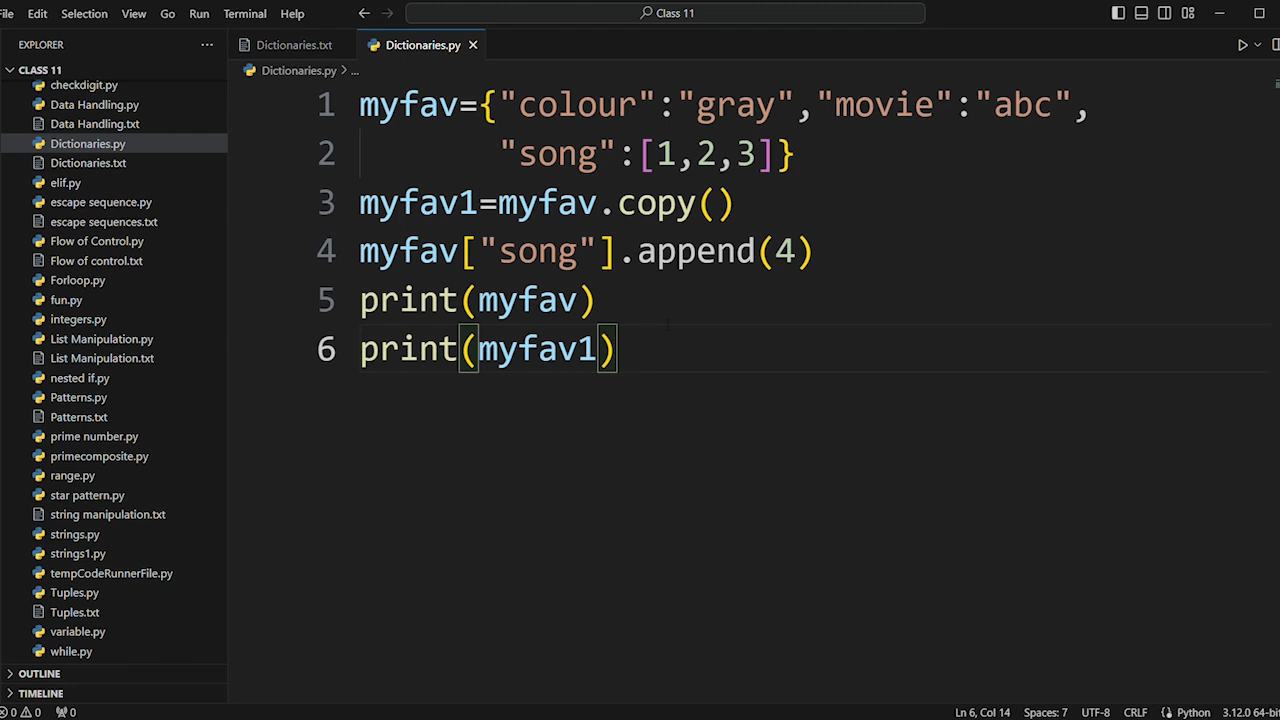 File Edit Selection View Go Run Terminal Help
Class 11
EXPLORER
Dictionaries.txt
Dictionaries.py
CLASS 11
Dictionaries.py > ...
checkdigit.py
Data Handling.py
Data Handling.txt
Dictionaries.py
Dictionaries.txt
elif.py
escape sequence.py
escape sequences.txt
Flow of Control.py
Flow of control.txt
Forloop.py
fun.py
integers.py
List Manipulation.py
List Manipulation.txt
nested if.py
Patterns.py
Patterns.txt
prime number.py
primecomposite.py
range.py
star pattern.py
string manipulation.txt
strings.py
strings1.py
tempCodeRunnerFile.py
Tuples.py
Tuples.txt
variable.py
while.py
OUTLINE
TIMELINE
1 myfav={"colour":"gray","movie":"abc",
2 "song":[1,2,3]}
3 myfav1=myfav.copy()
4 myfav["song"].append(4)
5 print(myfav)
6 print(myfav1)
0 0 0 Ln 6, Col 14 Spaces: 7 UTF-8 CRLF Python 3.12.0 64-bit